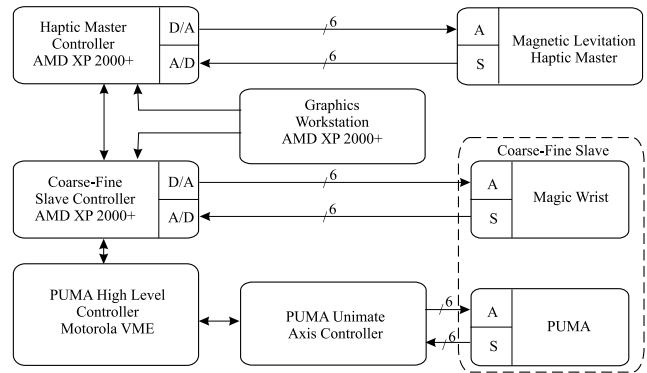 Haptic Master
Controller
AMD XP 2000+
D/A
A/D
6
6
A
S
Magnetic Levitation
Haptic Master
Graphics
Workstation
AMD XP 2000+
Coarse-Fine Slave
Coarse-Fine
Slave Controller
AMD XP 2000+
D/A
A/D
6
6
A
S
Magic Wrist
PUMA High Level
Controller
Motorola VME
PUMA Unimate
Axis Controller
6
6
A
S
PUMA